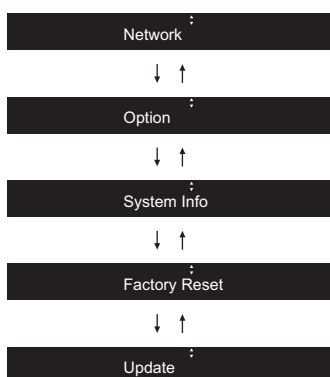 Network
Option
System Info
Factory Reset
Update